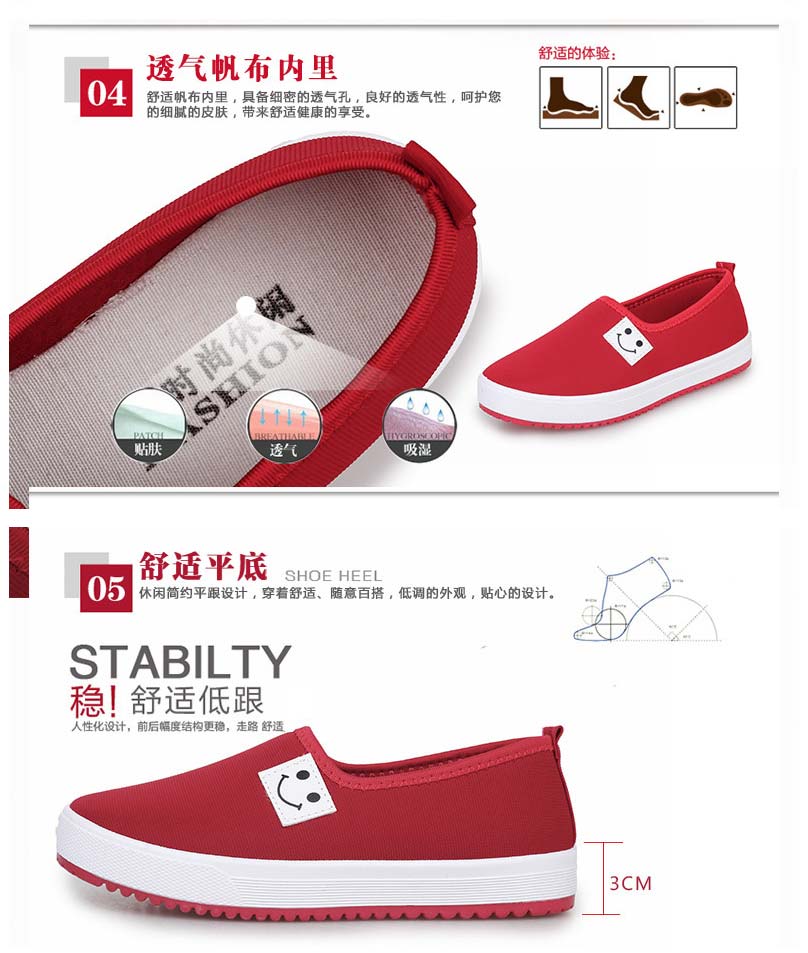 04
透气帆布内里
舒适帆布内里，具备细密的透气孔，良好的透气性，呵护您
的细腻的皮肤，带来舒适健康的享受。
舒适的体验：
时尚休闲
FASHION
PATCH
贴肤
BREATHABLE
透气
HYGROSCOPIC
吸湿
05
舒适平底 SHOE HEEL
休闲简约平跟设计，穿着舒适、随意百搭，低调的外观，贴心的设计。
STABILTY
稳！舒适低跟
人性化设计，前后幅度结构更稳，走路 舒适
3CM